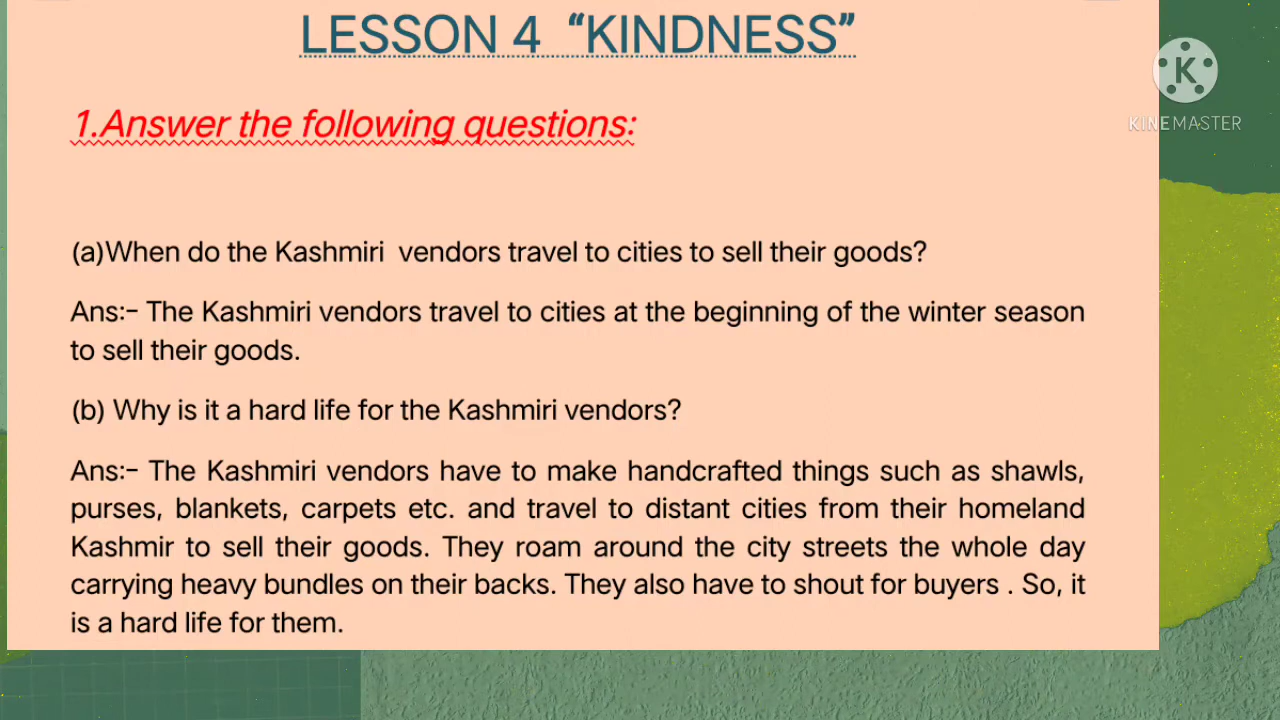 LESSON 4 “KINDNESS”
K
KINEMASTER
1.Answer the following questions:
(a)When do the Kashmiri vendors travel to cities to sell their goods?
Ans:- The Kashmiri vendors travel to cities at the beginning of the winter season
to sell their goods.
(b) Why is it a hard life for the Kashmiri vendors?
Ans:- The Kashmiri vendors have to make handcrafted things such as shawls,
purses, blankets, carpets etc. and travel to distant cities from their homeland
Kashmir to sell their goods. They roam around the city streets the whole day
carrying heavy bundles on their backs. They also have to shout for buyers . So, it
is a hard life for them.